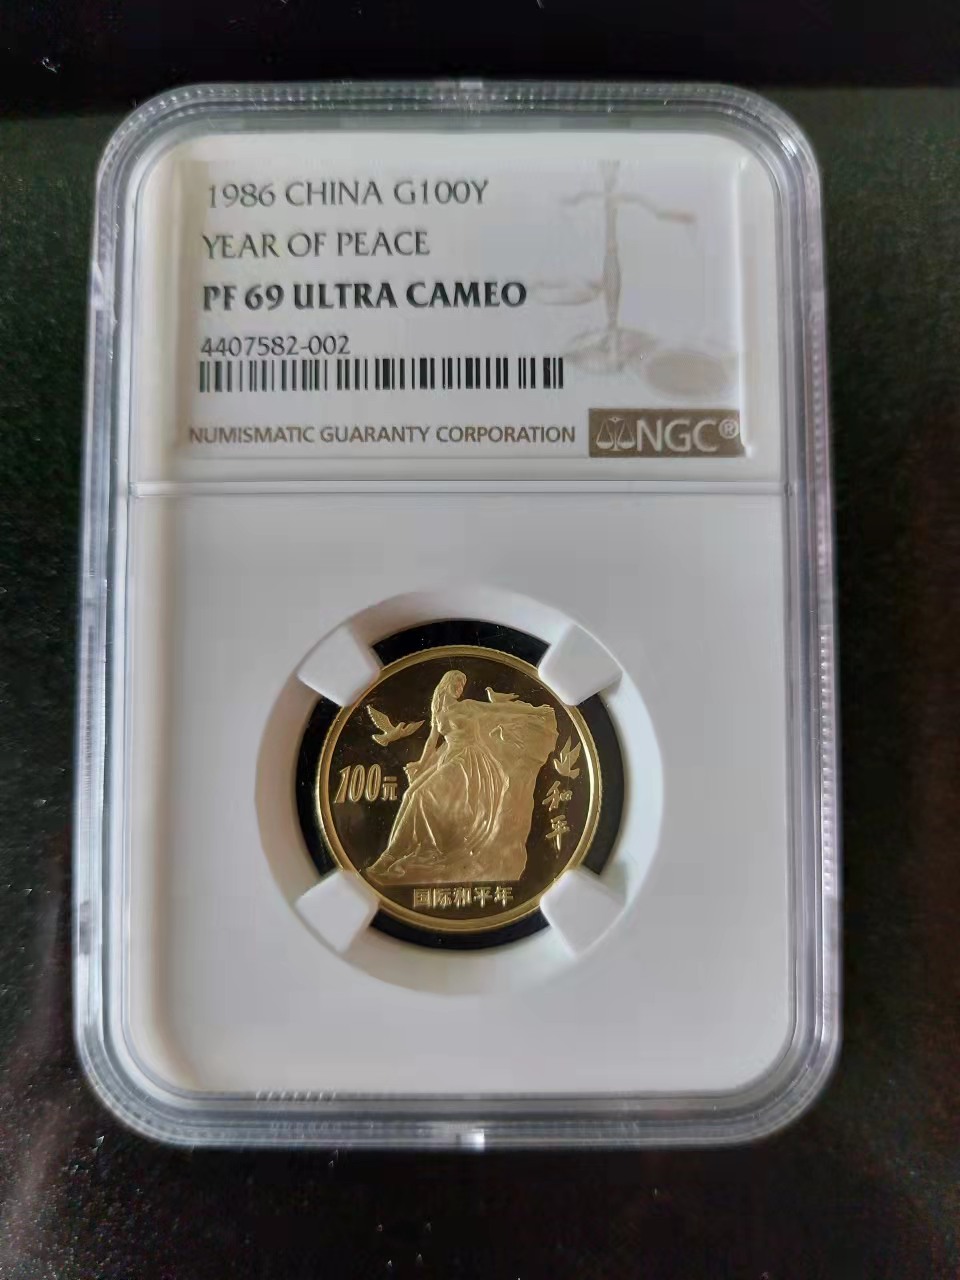 1986 CHINA G100Y
YEAR OF PEACE
PF 69 ULTRA CAMEO
4407582-002
NUMISMATIC GUARANTY CORPORATION
NGC®
100元
和平
国际和平年